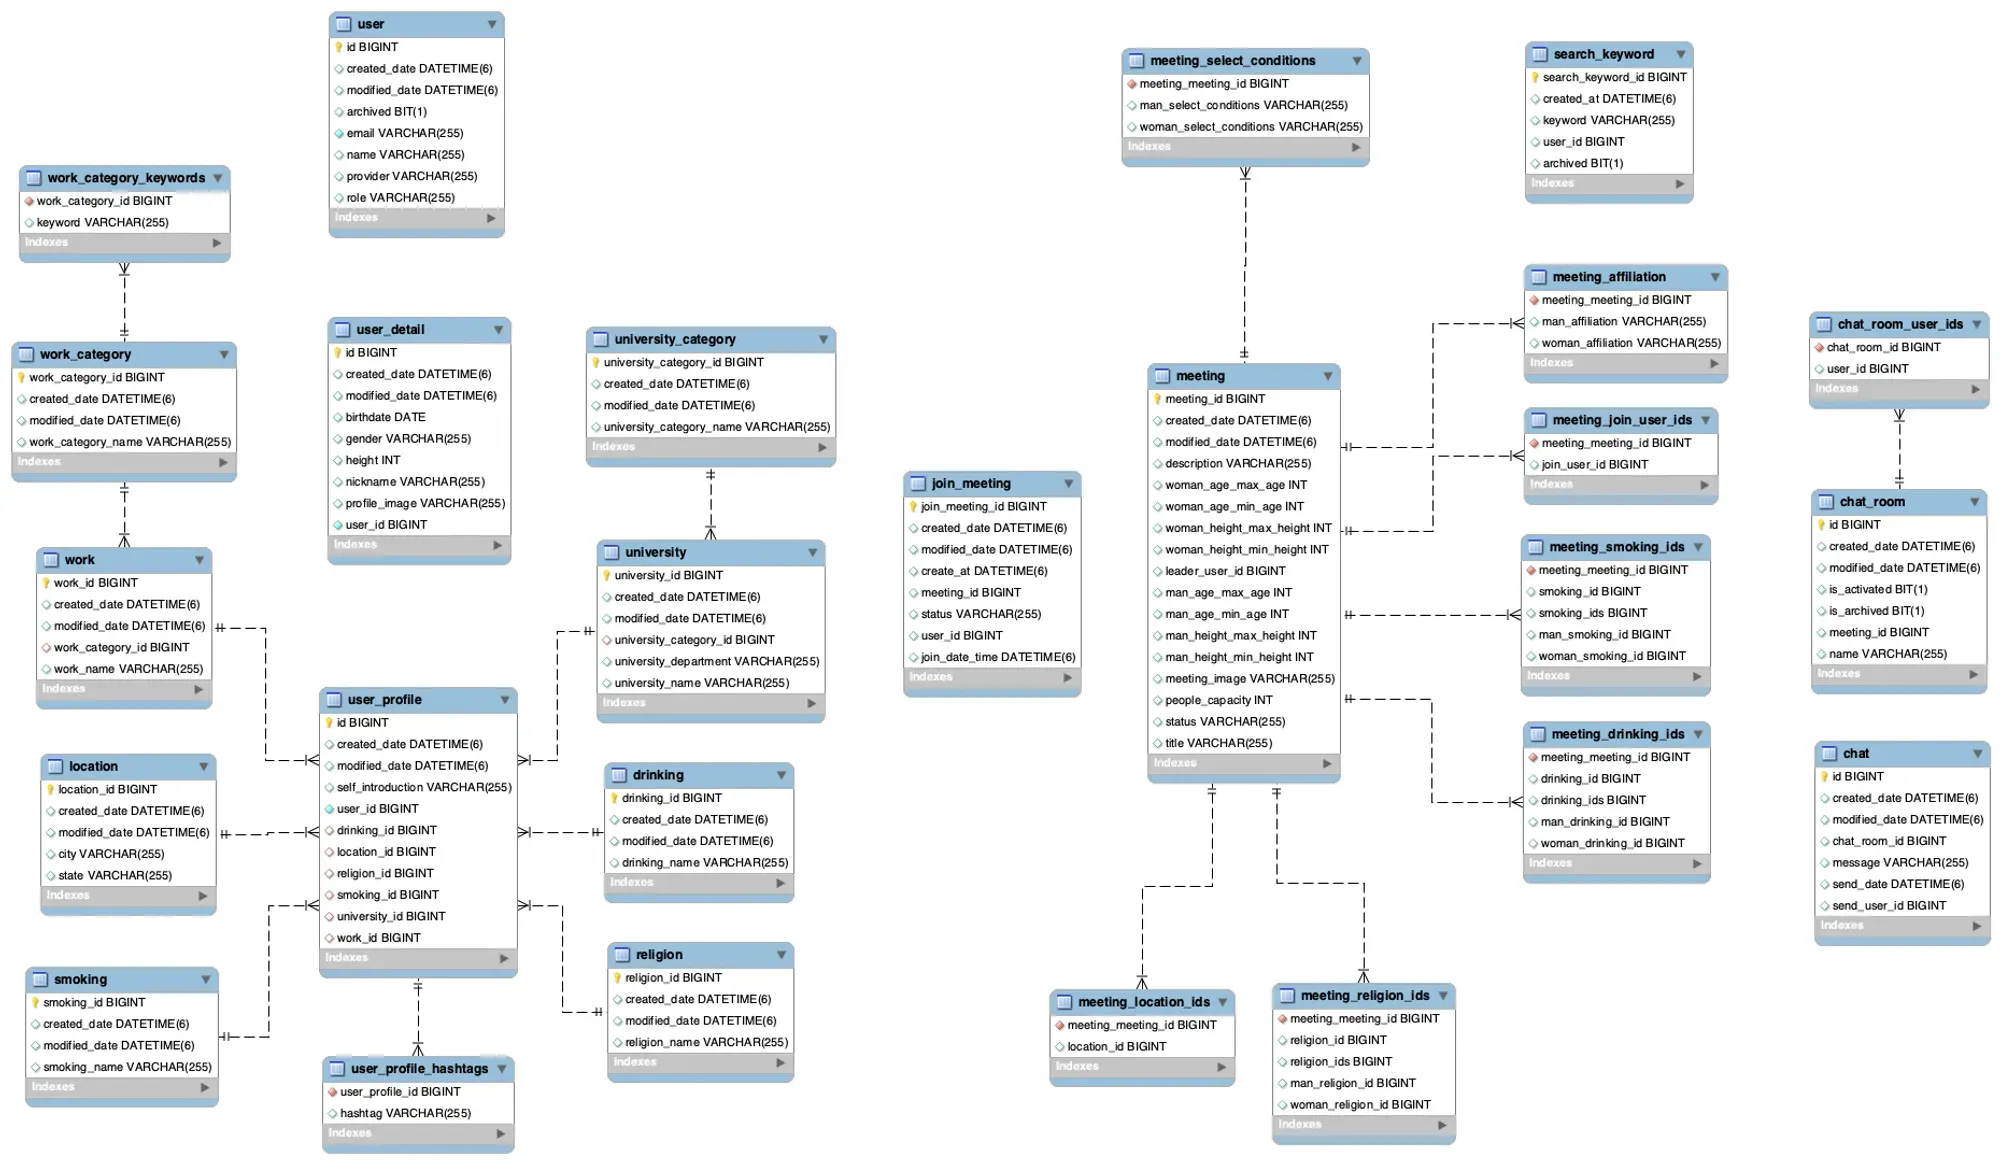 user
id BIGINT
created_date DATETIME(6)
modified_date DATETIME(6)
archived BIT(1)
email VARCHAR(255)
name VARCHAR(255)
provider VARCHAR(255)
role VARCHAR(255)
Indexes
work_category_keywords
work_category_id BIGINT
keyword VARCHAR(255)
Indexes
work_category
work_category_id BIGINT
created_date DATETIME(6)
modified_date DATETIME(6)
work_category_name VARCHAR(255)
Indexes
user_detail
id BIGINT
created_date DATETIME(6)
modified_date DATETIME(6)
birthdate DATE
gender VARCHAR(255)
height INT
nickname VARCHAR(255)
profile_image VARCHAR(255)
user_id BIGINT
Indexes
university_category
university_category_id BIGINT
created_date DATETIME(6)
modified_date DATETIME(6)
university_category_name VARCHAR(255)
Indexes
work
work_id BIGINT
created_date DATETIME(6)
modified_date DATETIME(6)
work_category_id BIGINT
work_name VARCHAR(255)
Indexes
university
university_id BIGINT
created_date DATETIME(6)
modified_date DATETIME(6)
university_category_id BIGINT
university_department VARCHAR(255)
university_name VARCHAR(255)
Indexes
user_profile
id BIGINT
created_date DATETIME(6)
modified_date DATETIME(6)
self_introduction VARCHAR(255)
user_id BIGINT
drinking_id BIGINT
location_id BIGINT
religion_id BIGINT
smoking_id BIGINT
university_id BIGINT
work_id BIGINT
Indexes
location
location_id BIGINT
created_date DATETIME(6)
modified_date DATETIME(6)
city VARCHAR(255)
state VARCHAR(255)
Indexes
drinking
drinking_id BIGINT
created_date DATETIME(6)
modified_date DATETIME(6)
drinking_name VARCHAR(255)
Indexes
smoking
smoking_id BIGINT
created_date DATETIME(6)
modified_date DATETIME(6)
smoking_name VARCHAR(255)
Indexes
religion
religion_id BIGINT
created_date DATETIME(6)
modified_date DATETIME(6)
religion_name VARCHAR(255)
Indexes
user_profile_hashtags
user_profile_id BIGINT
hashtag VARCHAR(255)
Indexes
meeting_select_conditions
meeting_meeting_id BIGINT
man_select_conditions VARCHAR(255)
woman_select_conditions VARCHAR(255)
Indexes
search_keyword
search_keyword_id BIGINT
created_at DATETIME(6)
keyword VARCHAR(255)
user_id BIGINT
archived BIT(1)
Indexes
join_meeting
join_meeting_id BIGINT
created_date DATETIME(6)
modified_date DATETIME(6)
create_at DATETIME(6)
meeting_id BIGINT
status VARCHAR(255)
user_id BIGINT
join_date_time DATETIME(6)
Indexes
meeting
meeting_id BIGINT
created_date DATETIME(6)
modified_date DATETIME(6)
description VARCHAR(255)
woman_age_max_age INT
woman_age_min_age INT
woman_height_max_height INT
woman_height_min_height INT
leader_user_id BIGINT
man_age_max_age INT
man_age_min_age INT
man_height_max_height INT
man_height_min_height INT
meeting_image VARCHAR(255)
people_capacity INT
status VARCHAR(255)
title VARCHAR(255)
Indexes
meeting_affiliation
meeting_meeting_id BIGINT
man_affiliation VARCHAR(255)
woman_affiliation VARCHAR(255)
Indexes
meeting_join_user_ids
meeting_meeting_id BIGINT
join_user_id BIGINT
Indexes
meeting_smoking_ids
meeting_meeting_id BIGINT
smoking_id BIGINT
smoking_ids BIGINT
man_smoking_id BIGINT
woman_smoking_id BIGINT
Indexes
meeting_drinking_ids
meeting_meeting_id BIGINT
drinking_id BIGINT
drinking_ids BIGINT
man_drinking_id BIGINT
woman_drinking_id BIGINT
Indexes
meeting_location_ids
meeting_meeting_id BIGINT
location_id BIGINT
Indexes
meeting_religion_ids
meeting_meeting_id BIGINT
religion_id BIGINT
religion_ids BIGINT
man_religion_id BIGINT
woman_religion_id BIGINT
Indexes
chat_room_user_ids
chat_room_id BIGINT
user_id BIGINT
Indexes
chat_room
id BIGINT
created_date DATETIME(6)
modified_date DATETIME(6)
is_activated BIT(1)
is_archived BIT(1)
meeting_id BIGINT
name VARCHAR(255)
Indexes
chat
id BIGINT
created_date DATETIME(6)
modified_date DATETIME(6)
chat_room_id BIGINT
message VARCHAR(255)
send_date DATETIME(6)
send_user_id BIGINT
Indexes